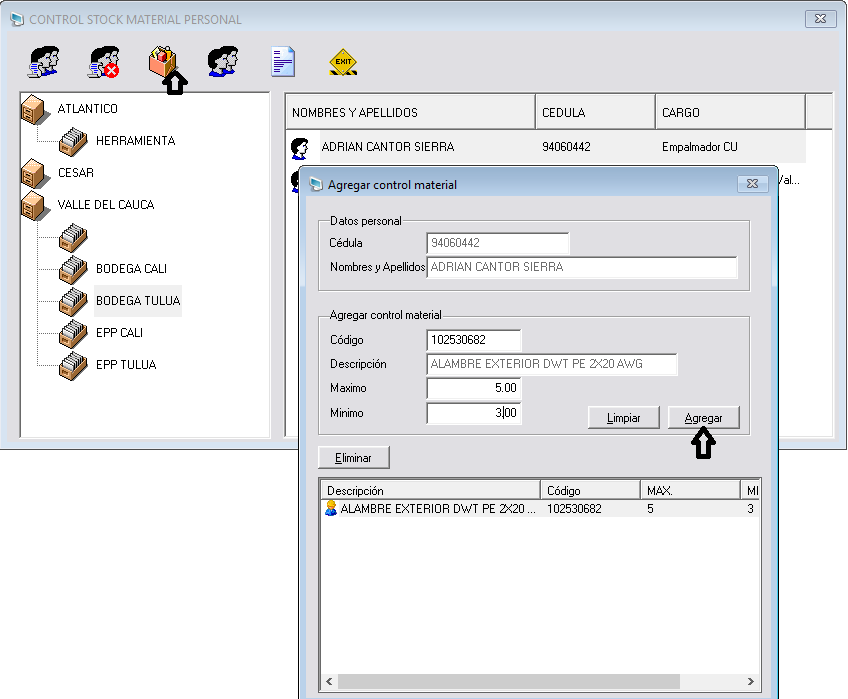 CONTROL STOCK MATERIAL PERSONAL
EXIT
ATLANTICO
HERRAMIENTA
CESAR
VALLE DEL CAUCA
BODEGA CALI
BODEGA TULUA
EPP CALI
EPP TULUA
NOMBRES Y APELLIDOS CEDULA CARGO
ADRIAN CANTOR SIERRA 94060442 Empalmador CU
Val...
Agregar control material
Datos personal
Cédula 94060442
Nombres y Apellidos ADRIAN CANTOR SIERRA
Agregar control material
Código 102530682
Descripción ALAMBRE EXTERIOR DWT PE 2X20 AWG
Maximo 5.00
Minimo 3.00
Limpiar Agregar
Eliminar
Descripción Código MAX. MI
ALAMBRE EXTERIOR DWT PE 2X20 ... 102530682 5 3